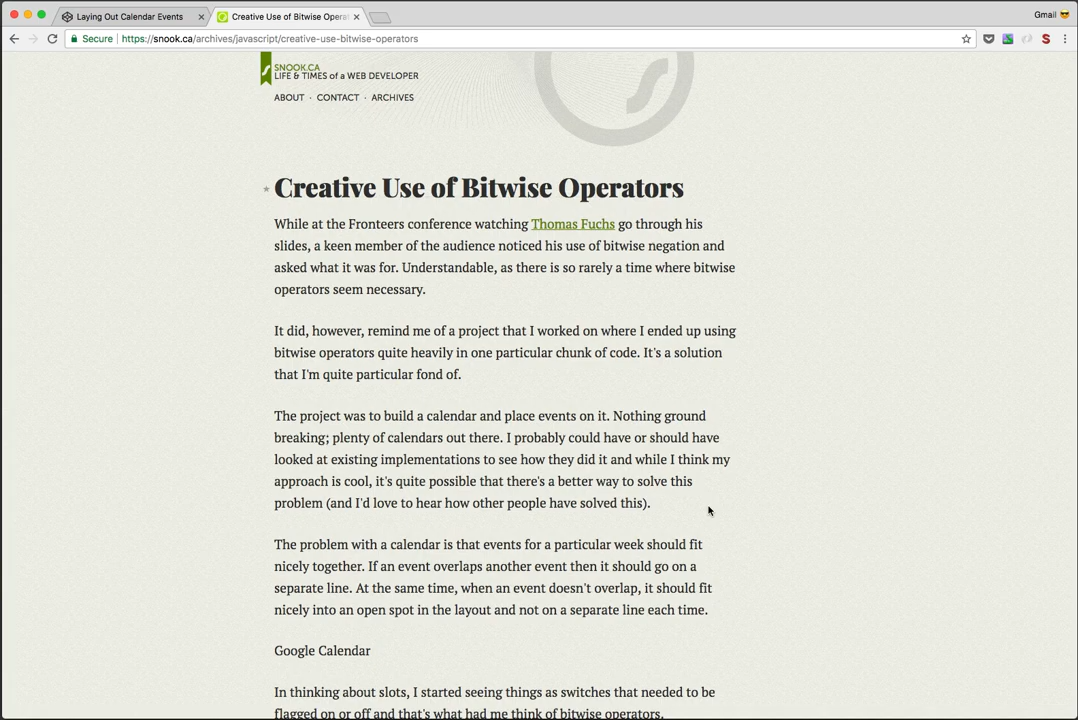 Laying Out Calendar Events
Creative Use of Bitwise Operat
Gmail
Secure
https://snook.ca/archives/javascript/creative-use-bitwise-operators
SNOOK.CA
LIFE & TIMES of a WEB DEVELOPER
ABOUT · CONTACT · ARCHIVES
Creative Use of Bitwise Operators
While at the Fronteers conference watching Thomas Fuchs go through his
slides, a keen member of the audience noticed his use of bitwise negation and
asked what it was for. Understandable, as there is so rarely a time where bitwise
operators seem necessary.
It did, however, remind me of a project that I worked on where I ended up using
bitwise operators quite heavily in one particular chunk of code. It's a solution
that I'm quite particular fond of.
The project was to build a calendar and place events on it. Nothing ground
breaking; plenty of calendars out there. I probably could have or should have
looked at existing implementations to see how they did it and while I think my
approach is cool, it's quite possible that there's a better way to solve this
problem (and I'd love to hear how other people have solved this).
The problem with a calendar is that events for a particular week should fit
nicely together. If an event overlaps another event then it should go on a
separate line. At the same time, when an event doesn't overlap, it should fit
nicely into an open spot in the layout and not on a separate line each time.
Google Calendar
In thinking about slots, I started seeing things as switches that needed to be
flagged on or off and that's what had me think of bitwise operators.